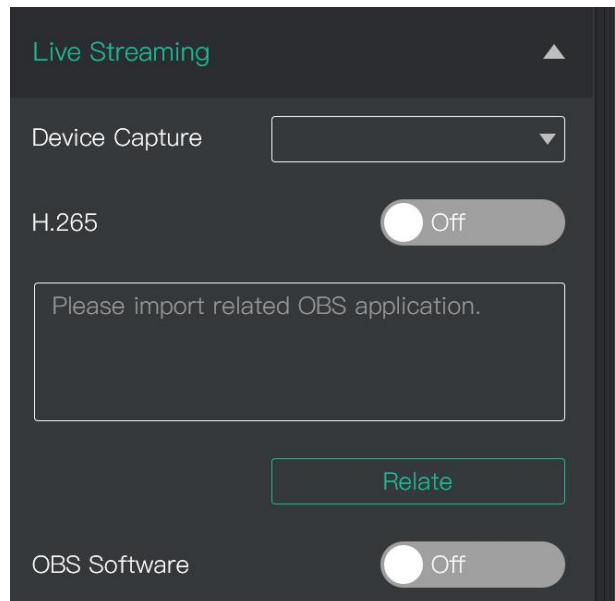 Live Streaming
Device Capture
H.265
Off
Please import related OBS application.
Relate
OBS Software
Off